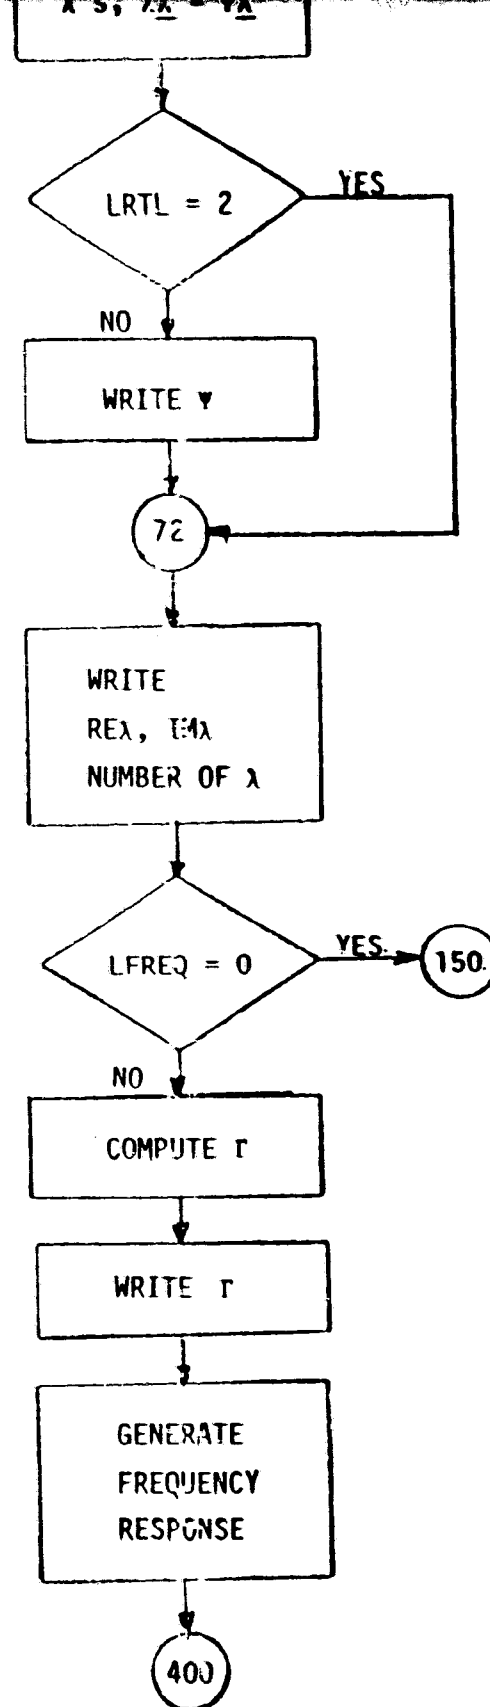 LRTL = 2
YES
NO
WRITE Ψ
72
WRITE
REλ, IMλ
NUMBER OF λ
LFREQ = 0
YES
150
NO
COMPUTE Γ
WRITE Γ
GENERATE
FREQUENCY
RESPONSE
400